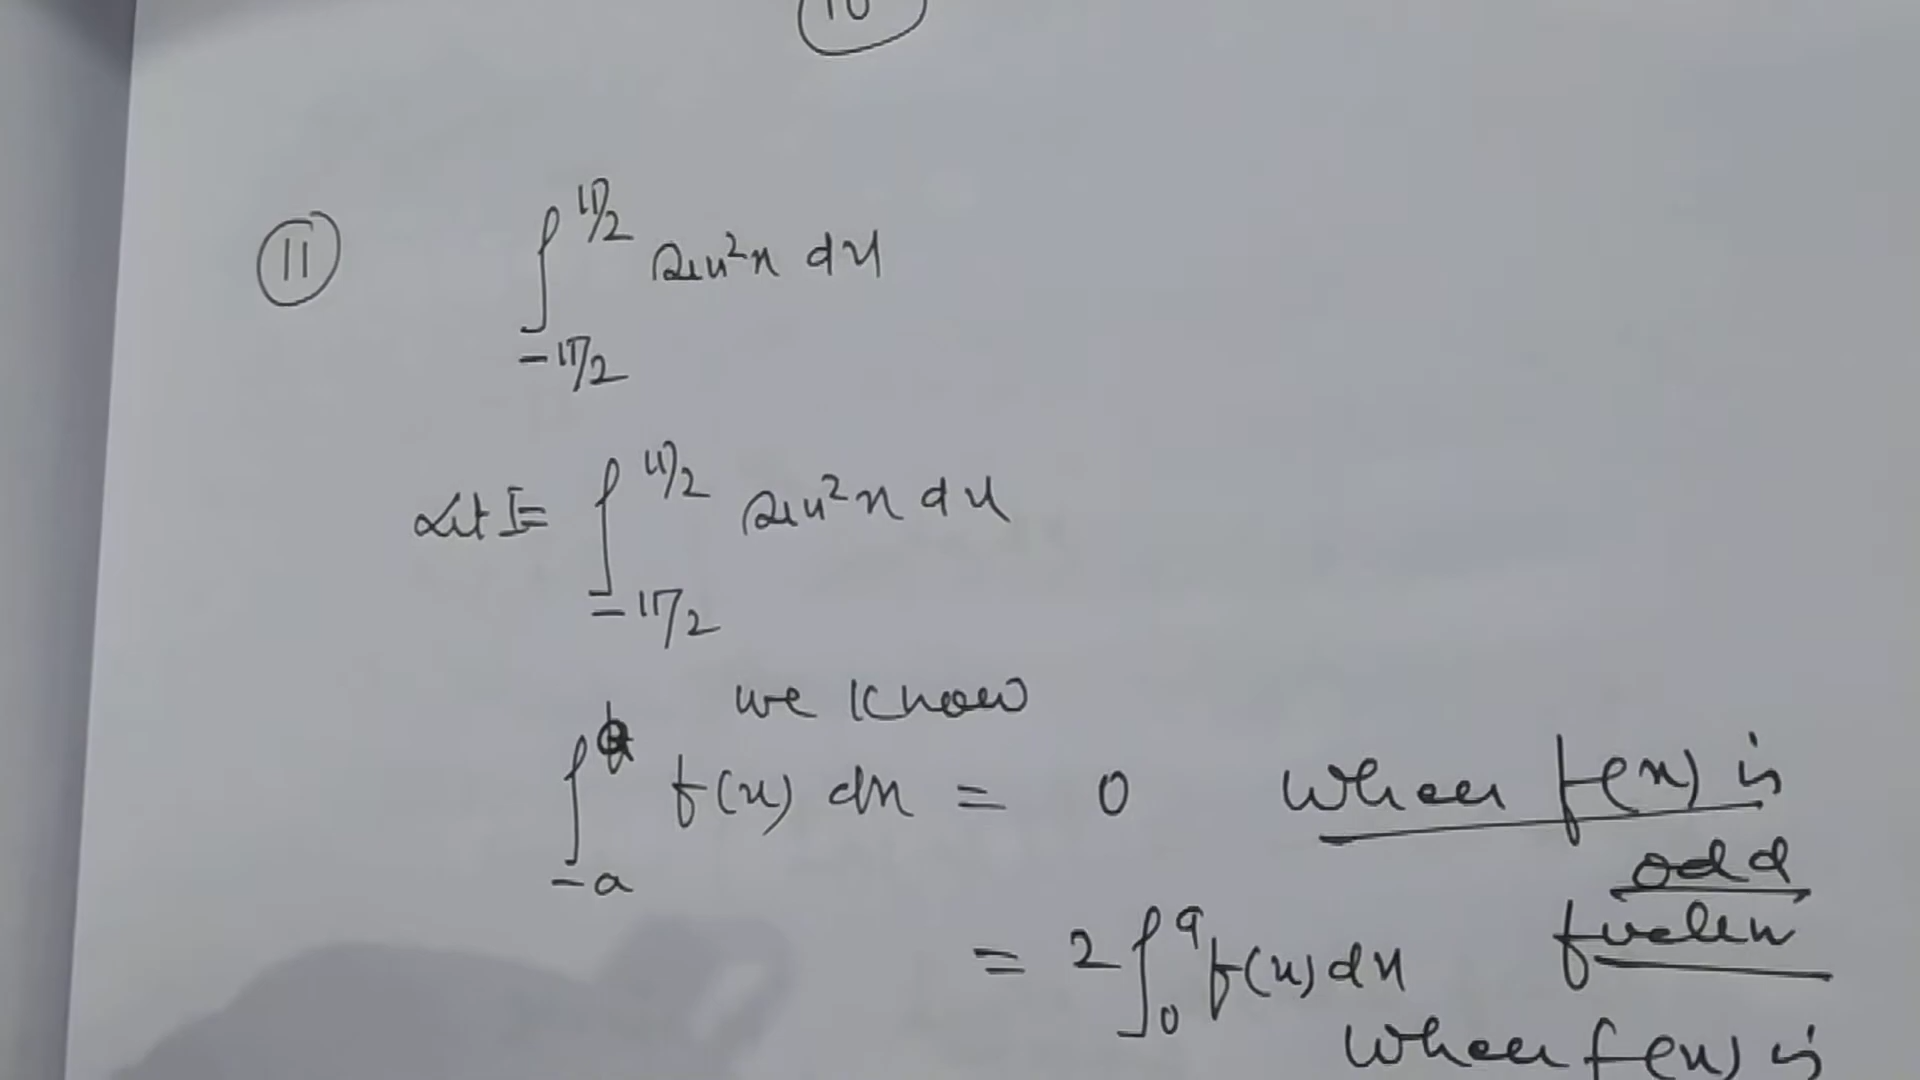 10
11 ∫_{-π/2}^{π/2} sin²x dx
Let I = ∫_{-π/2}^{π/2} sin²x dx
we know
∫_{-a}^{a} f(x) dx = 0 when f(x) is
odd
function
= 2∫_0^a f(x) dx
when f(x) is